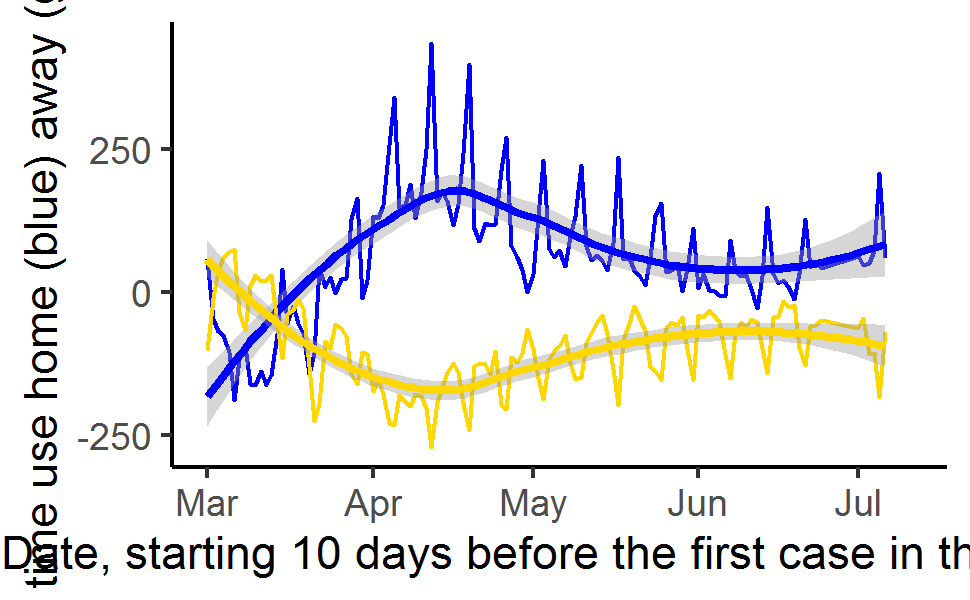 time use home (blue) away (
250
0
-250
Mar Apr May Jun Jul
Date, starting 10 days before the first case in th